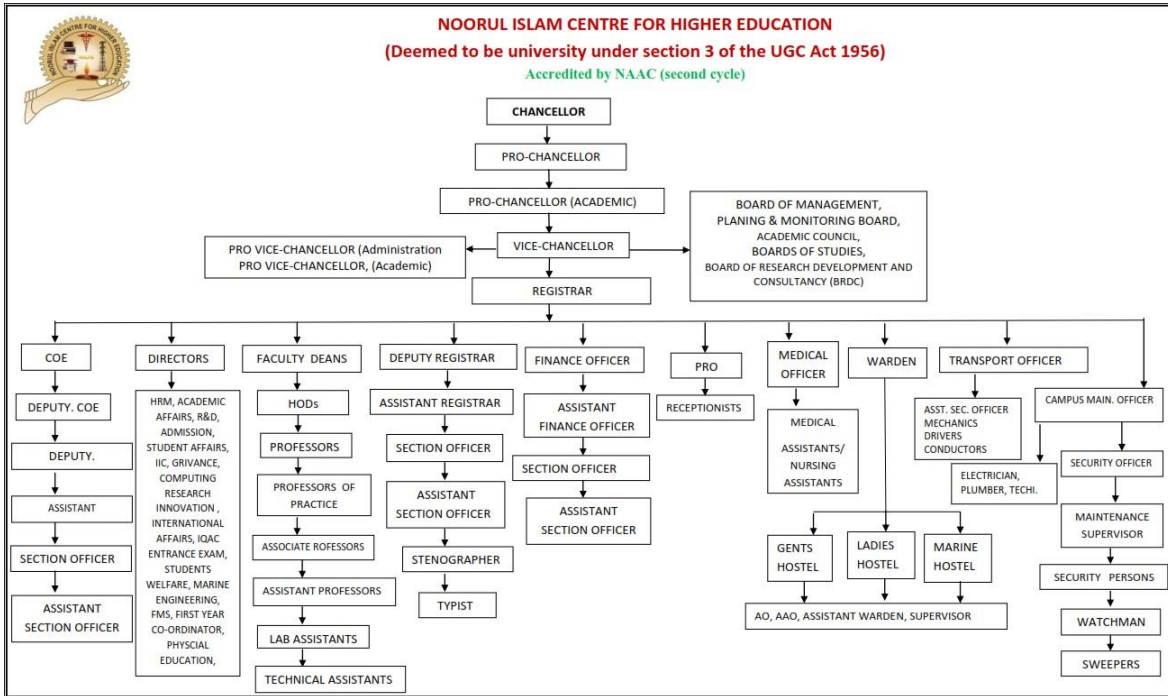 NOORUL ISLAM CENTRE FOR HIGHER EDUCATION
(Deemed to be university under section 3 of the UGC Act 1956)
Accredited by NAAC (second cycle)
NOORUL ISLAM CENTRE FOR HIGHER EDUCATION
CHANCELLOR
PRO-CHANCELLOR
PRO-CHANCELLOR (ACADEMIC)
VICE-CHANCELLOR
PRO VICE-CHANCELLOR (Administration
PRO VICE-CHANCELLOR, (Academic)
BOARD OF MANAGEMENT,
PLANING & MONITORING BOARD,
ACADEMIC COUNCIL,
BOARDS OF STUDIES,
BOARD OF RESEARCH DEVELOPMENT AND
CONSULTANCY (BRDC)
REGISTRAR
COE
DEPUTY. COE
DEPUTY.
ASSISTANT
SECTION OFFICER
ASSISTANT
SECTION OFFICER
DIRECTORS
HRM, ACADEMIC
AFFAIRS, R&D,
ADMISSION,
STUDENT AFFAIRS,
IIC, GRIVANCE,
COMPUTING
RESEARCH
INNOVATION ,
INTERNATIONAL
AFFAIRS, IQAC
ENTRANCE EXAM,
STUDENTS
WELFARE, MARINE
ENGINEERING,
FMS, FIRST YEAR
CO-ORDINATOR,
PHYSCIAL
EDUCATION,
FACULTY DEANS
HODs
PROFESSORS
PROFESSORS OF
PRACTICE
ASSOCIATE ROFESSORS
ASSISTANT PROFESSORS
LAB ASSISTANTS
TECHNICAL ASSISTANTS
DEPUTY REGISTRAR
ASSISTANT REGISTRAR
SECTION OFFICER
ASSISTANT
SECTION OFFICER
STENOGRAPHER
TYPIST
FINANCE OFFICER
ASSISTANT
FINANCE OFFICER
SECTION OFFICER
ASSISTANT
SECTION OFFICER
PRO
RECEPTIONISTS
MEDICAL
OFFICER
MEDICAL
ASSISTANTS/
NURSING
ASSISTANTS
WARDEN
GENTS
HOSTEL
LADIES
HOSTEL
MARINE
HOSTEL
AO, AAO, ASSISTANT WARDEN, SUPERVISOR
TRANSPORT OFFICER
ASST. SEC. OFFICER
MECHANICS
DRIVERS
CONDUCTORS
CAMPUS MAIN. OFFICER
ELECTRICIAN,
PLUMBER, TECHI.
SECURITY OFFICER
MAINTENANCE
SUPERVISOR
SECURITY PERSONS
WATCHMAN
SWEEPERS